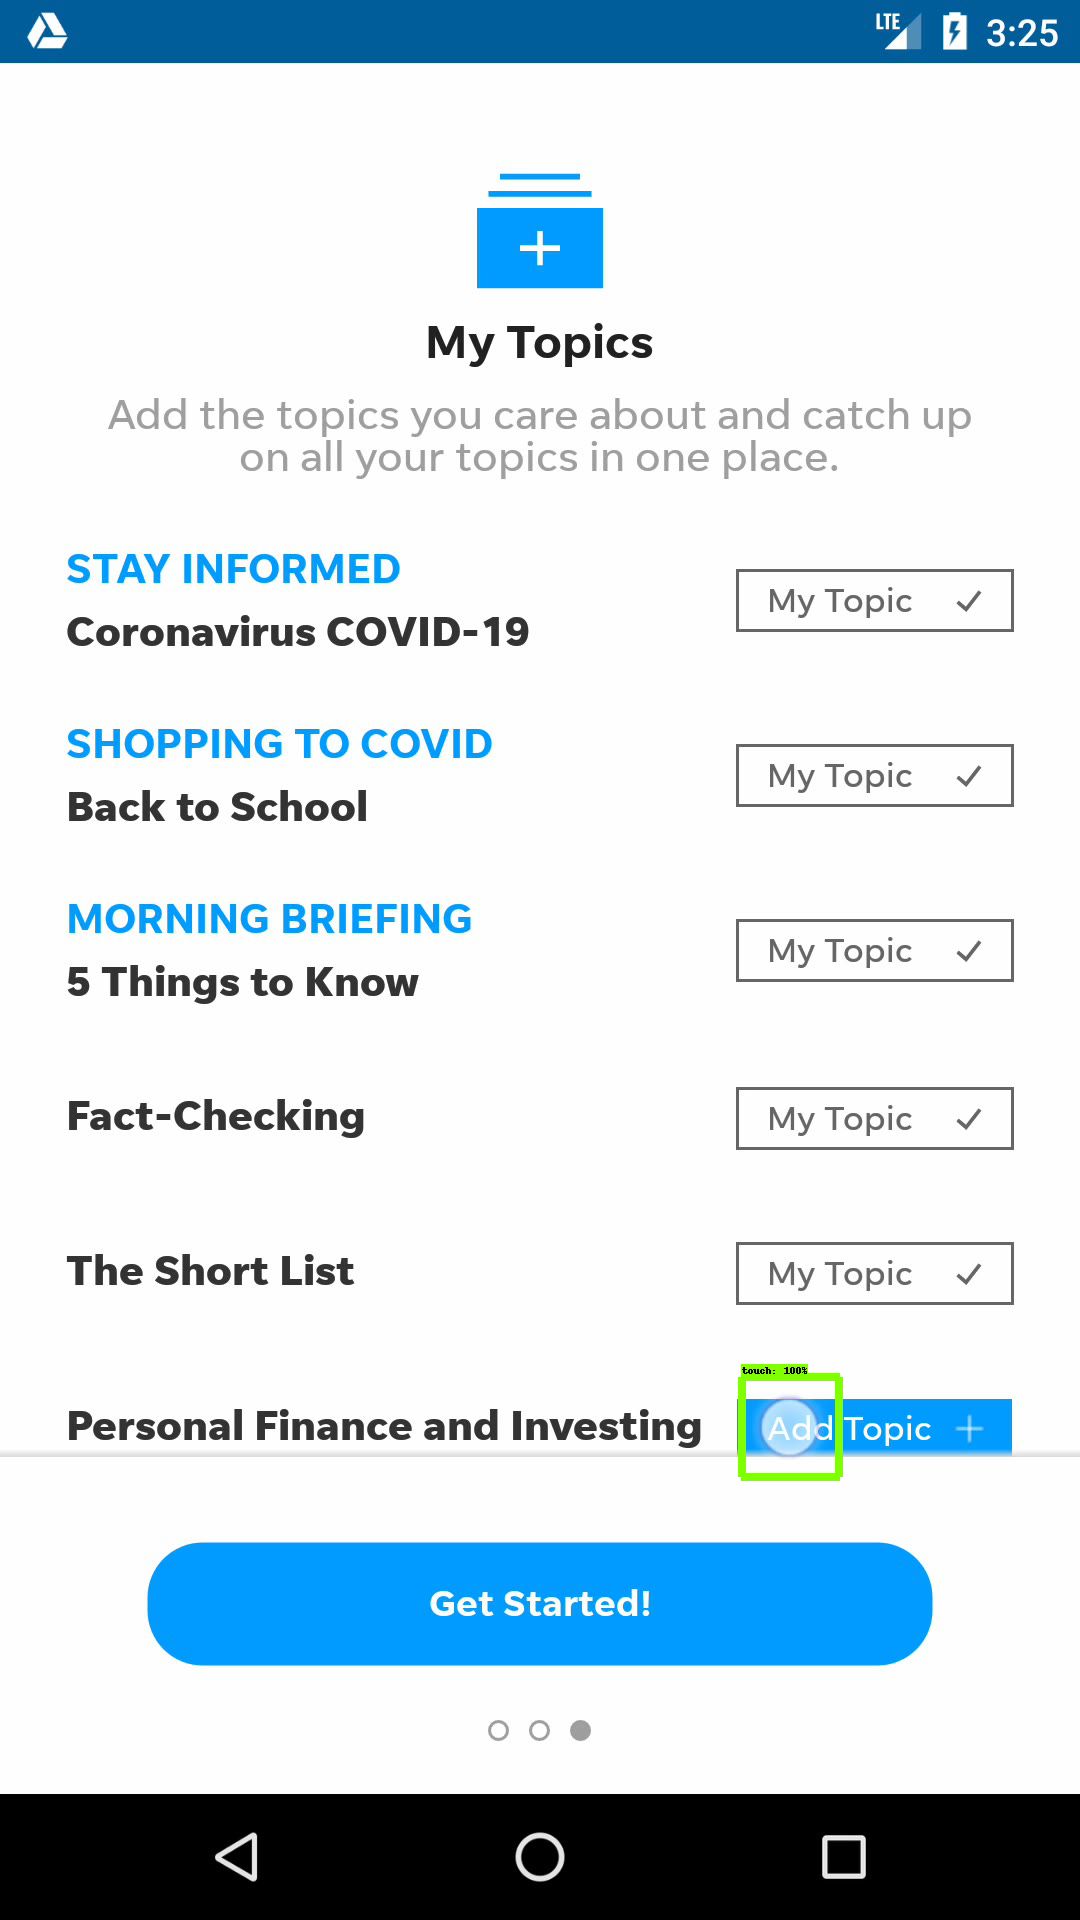 LTE 3:25
My Topics
Add the topics you care about and catch up
on all your topics in one place.
STAY INFORMED
Coronavirus COVID-19
My Topic
SHOPPING TO COVID
Back to School
My Topic
MORNING BRIEFING
5 Things to Know
My Topic
Fact-Checking
My Topic
The Short List
My Topic
touch: 100%
Personal Finance and Investing
Add Topic
Get Started!